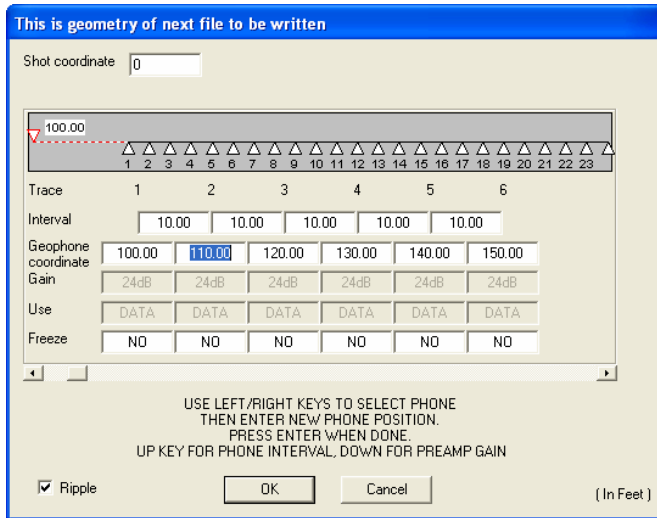 This is geometry of next file to be written
Shot coordinate 0
100.00
1 2 3 4 5 6 7 8 9 10 11 12 13 14 15 16 17 18 19 20 21 22 23
Trace 1 2 3 4 5 6
Interval 10.00 10.00 10.00 10.00 10.00
Geophone
coordinate 100.00 110.00 120.00 130.00 140.00 150.00
Gain 24dB 24dB 24dB 24dB 24dB 24dB
Use DATA DATA DATA DATA DATA DATA
Freeze NO NO NO NO NO NO
USE LEFT/RIGHT KEYS TO SELECT PHONE
THEN ENTER NEW PHONE POSITION.
PRESS ENTER WHEN DONE.
UP KEY FOR PHONE INTERVAL, DOWN FOR PREAMP GAIN
Ripple OK Cancel ( In Feet )